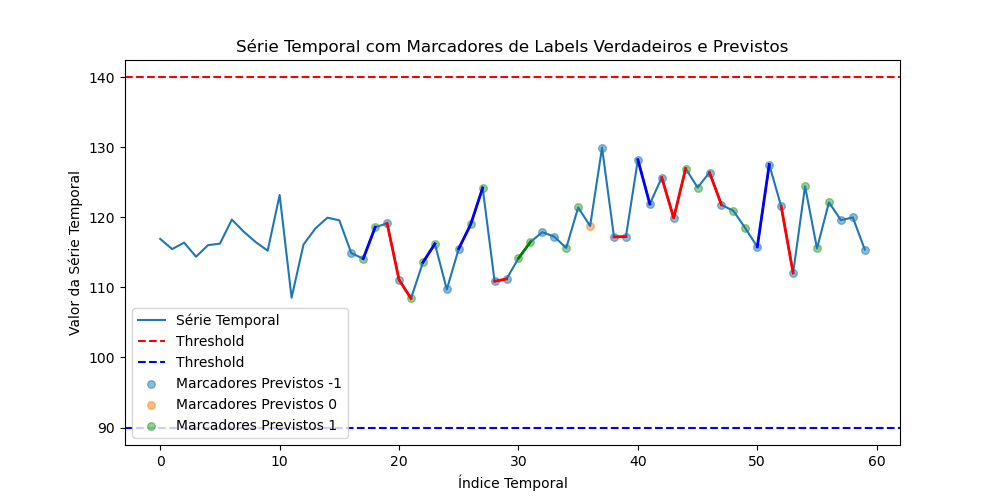 Série Temporal com Marcadores de Labels Verdadeiros e Previstos
Valor da Série Temporal
140
130
120
110
100
90
Série Temporal
Threshold
Threshold
Marcadores Previstos -1
Marcadores Previstos 0
Marcadores Previstos 1
0 10 20 30 40 50 60
Índice Temporal